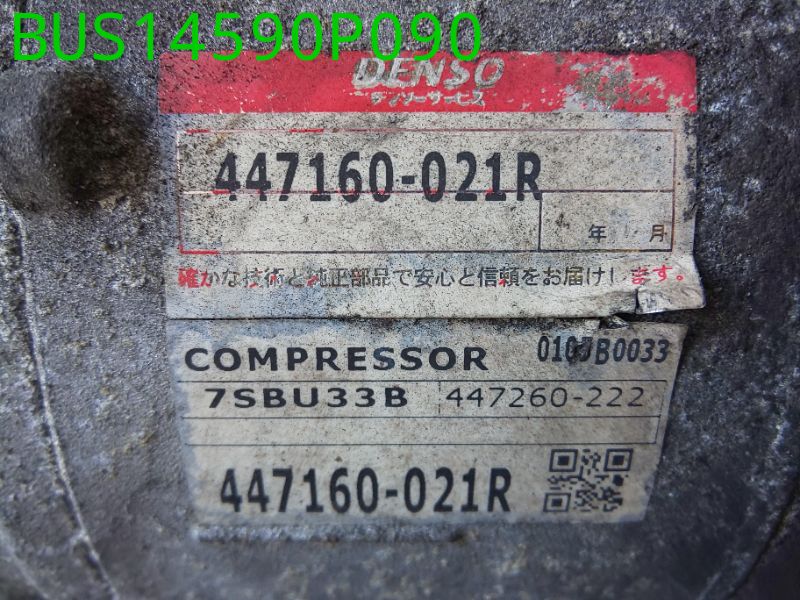 BUS14590P090
DENSO
デンソーサービス
447160-021R
年 月
確かな技術と純正部品で安心と信頼をお届けします。
COMPRESSOR
7SBU33B 447260-222
447160-021R